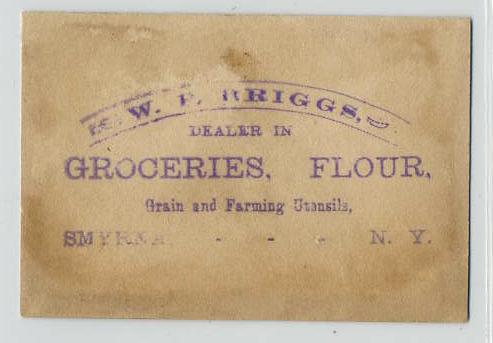 W. P. BRIGGS,
DEALER IN
GROCERIES, FLOUR,
Grain and Farming Utensils,
SMYRNA - - - N. Y.